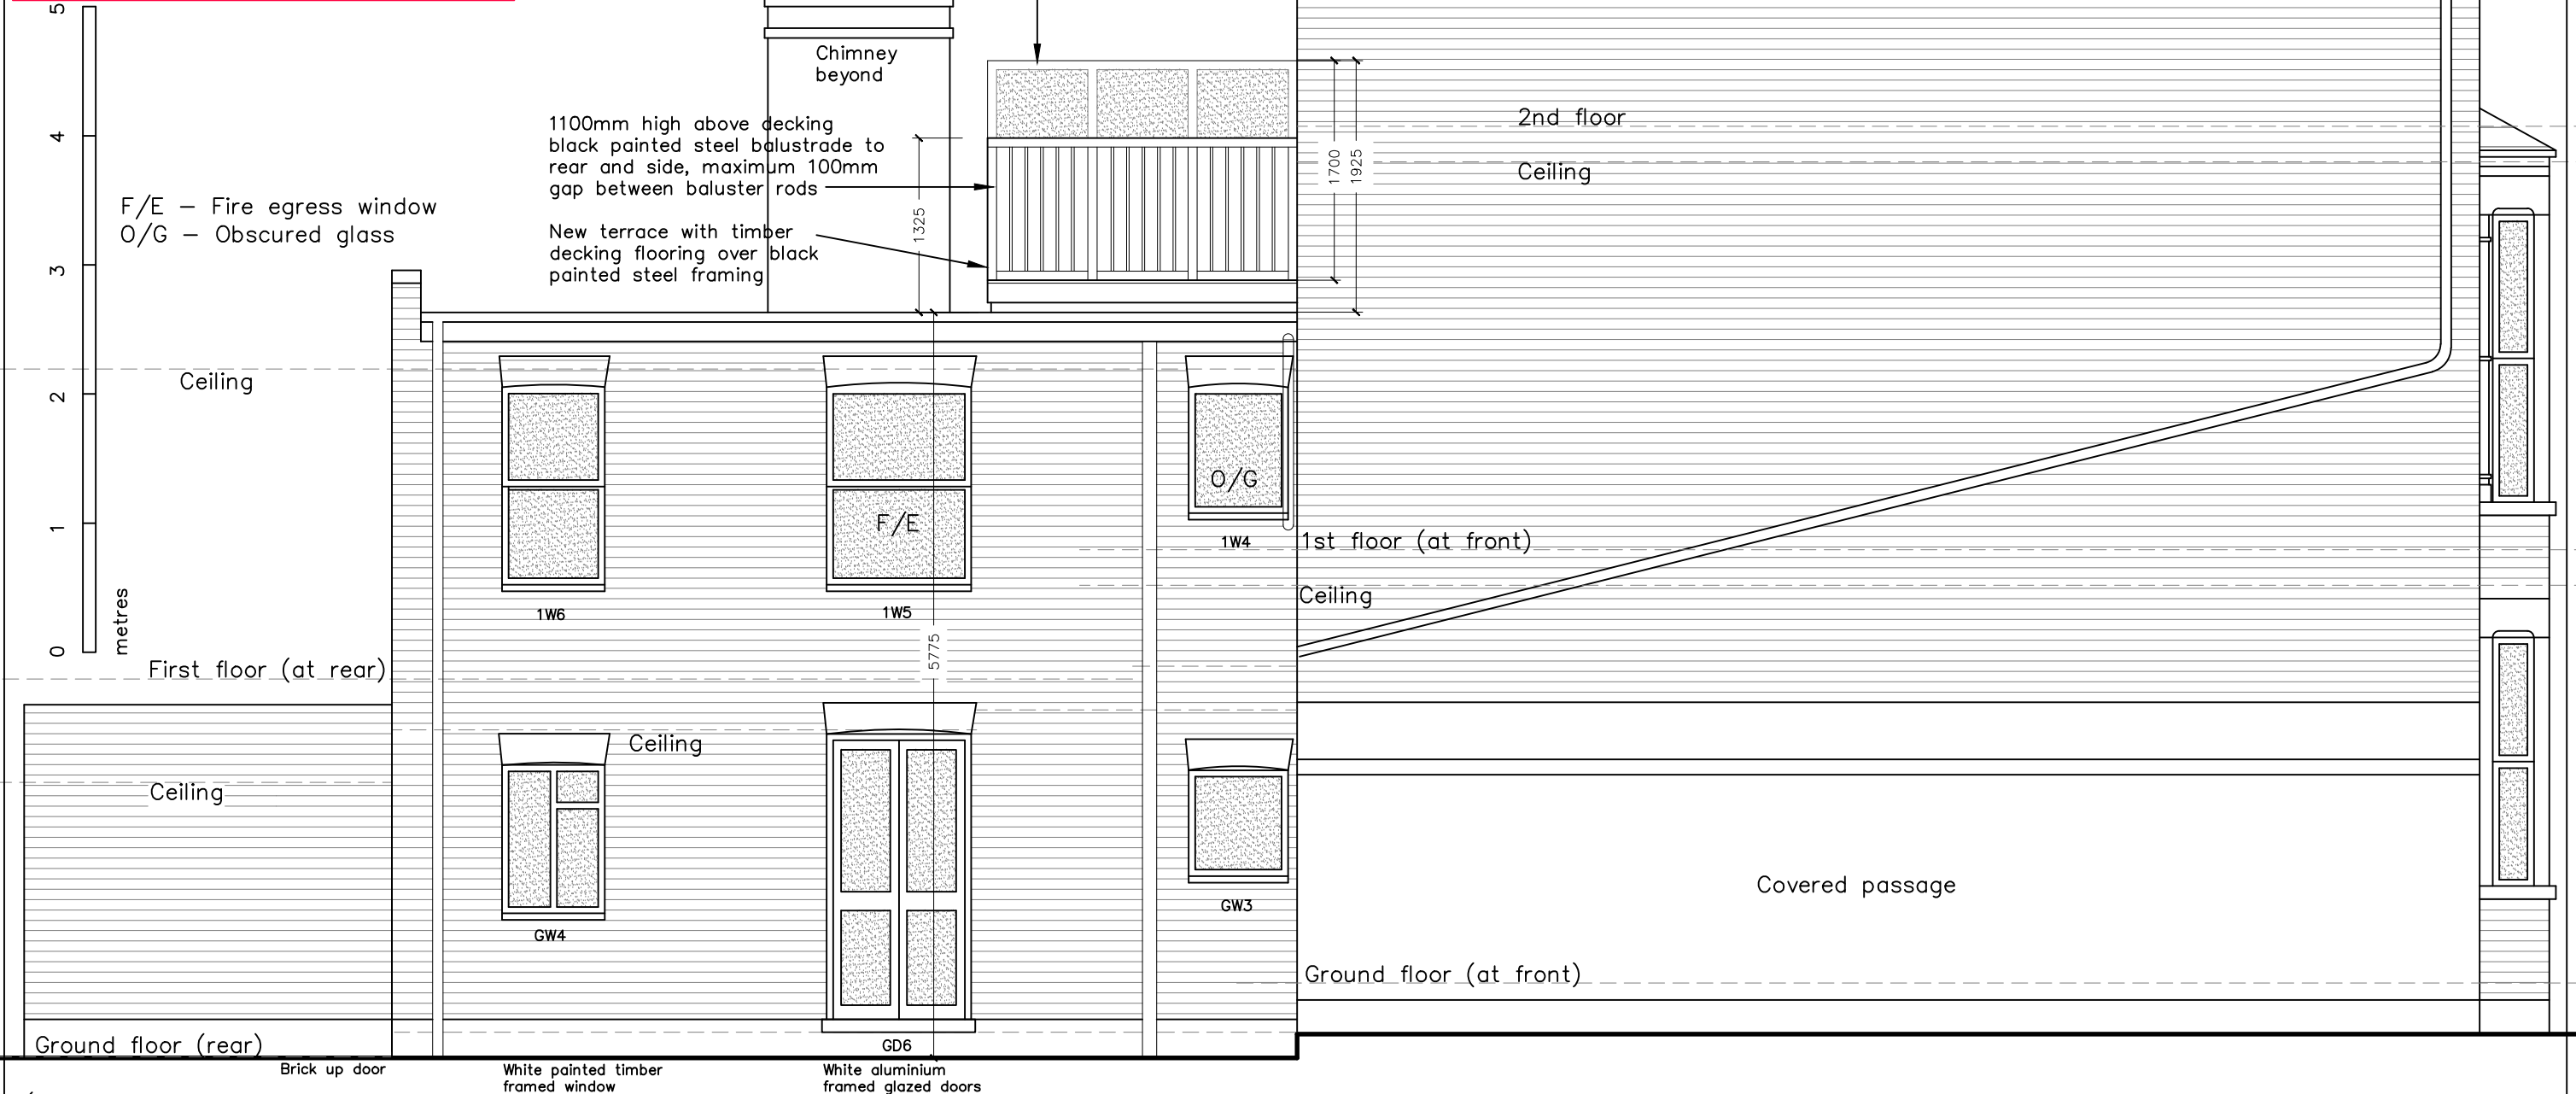 5
4
3
2
1
0
metres
Chimney
beyond
1100mm high above decking
black painted steel balustrade to
rear and side, maximum 100mm
gap between baluster rods
New terrace with timber
decking flooring over black
painted steel framing
1325
1700
1925
2nd floor
Ceiling
F/E – Fire egress window
O/G – Obscured glass
Ceiling
O/G
F/E
1W6
1W5
1W4
1st floor (at front)
Ceiling
5775
First floor (at rear)
Ceiling
Ceiling
Covered passage
GW4
GW3
Ground floor (at front)
Ground floor (rear)
GD6
Brick up door
White painted timber
framed window
White aluminium
framed glazed doors